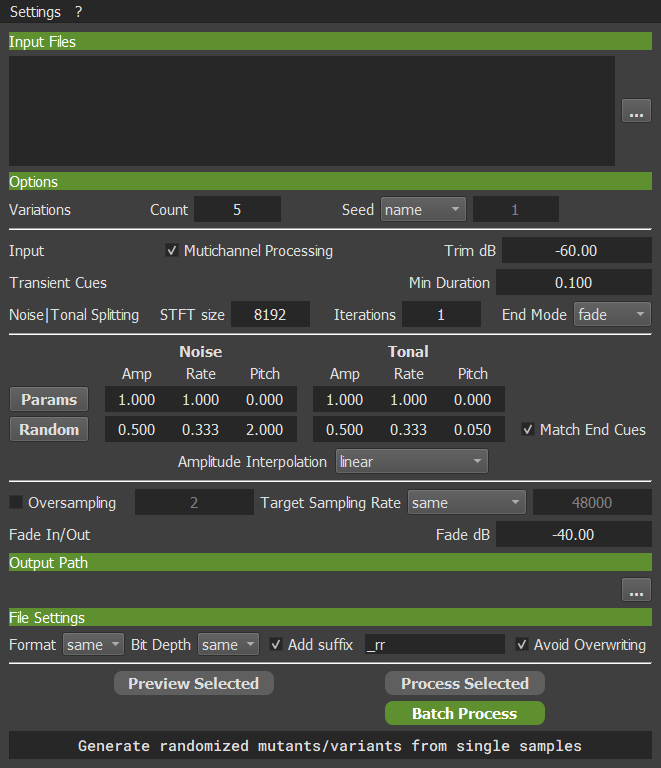 Settings ?
Input Files
...
Options
Variations Count 5 Seed name 1
Input Mutichannel Processing Trim dB -60.00
Transient Cues Min Duration 0.100
Noise|Tonal Splitting STFT size 8192 Iterations 1 End Mode fade
Noise Tonal
Amp Rate Pitch Amp Rate Pitch
Params 1.000 1.000 0.000 1.000 1.000 0.000
Random 0.500 0.333 2.000 0.500 0.333 0.050 Match End Cues
Amplitude Interpolation linear
Oversampling 2 Target Sampling Rate same 48000
Fade In/Out Fade dB -40.00
Output Path
...
File Settings
Format same Bit Depth same Add suffix _rr Avoid Overwriting
Preview Selected Process Selected
Batch Process
Generate randomized mutants/variants from single samples